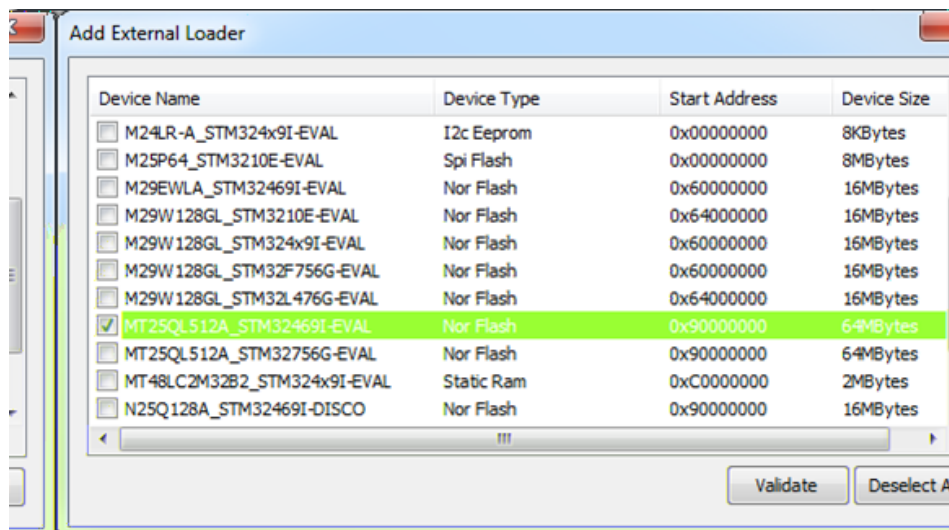 Add External Loader
Device Name Device Type Start Address Device Size
M24LR-A_STM324x9I-EVAL I2c Eeprom 0x00000000 8KBytes
M25P64_STM3210E-EVAL Spi Flash 0x00000000 8MBytes
M29EWLA_STM32469I-EVAL Nor Flash 0x60000000 16MBytes
M29W128GL_STM3210E-EVAL Nor Flash 0x64000000 16MBytes
M29W128GL_STM324x9I-EVAL Nor Flash 0x60000000 16MBytes
M29W128GL_STM32F756G-EVAL Nor Flash 0x60000000 16MBytes
M29W128GL_STM32L476G-EVAL Nor Flash 0x64000000 16MBytes
MT25QL512A_STM32469I-EVAL Nor Flash 0x90000000 64MBytes
MT25QL512A_STM32756G-EVAL Nor Flash 0x90000000 64MBytes
MT48LC2M32B2_STM324x9I-EVAL Static Ram 0xC0000000 2MBytes
N25Q128A_STM32469I-DISCO Nor Flash 0x90000000 16MBytes
Validate Deselect A